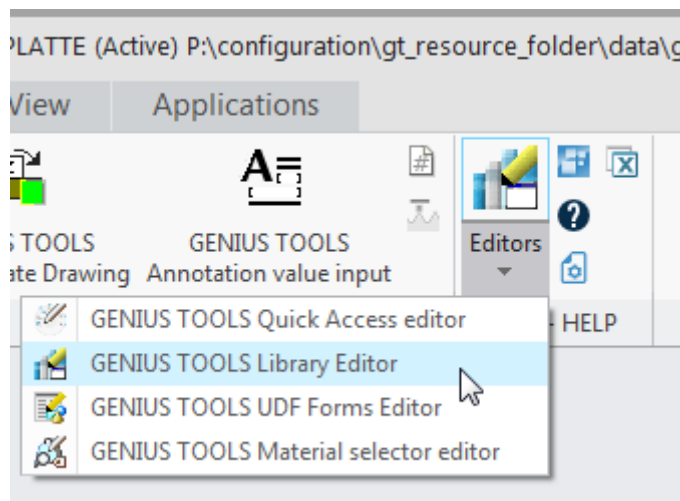 PLATTE (Active) P:\configuration\gt_resource_folder\data\g
View Applications
A
#
X
?
TOOLS GENIUS TOOLS Editors
ate Drawing Annotation value input
GENIUS TOOLS Quick Access editor
- HELP
GENIUS TOOLS Library Editor
GENIUS TOOLS UDF Forms Editor
GENIUS TOOLS Material selector editor